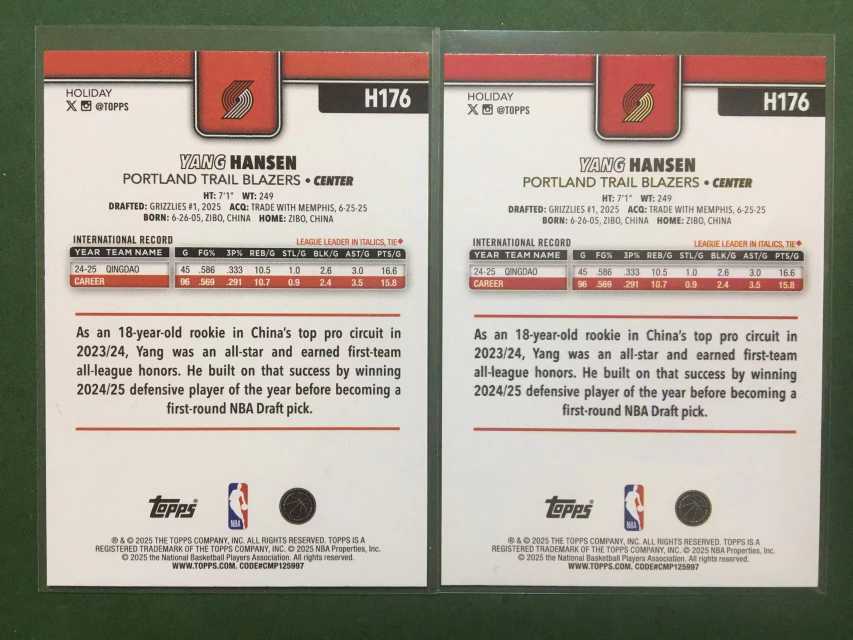 HOLIDAY
@TOPPS
H176
YANG HANSEN
PORTLAND TRAIL BLAZERS • CENTER
HT: 7'1" WT: 249
DRAFTED: GRIZZLIES #1, 2025 ACQ: TRADE WITH MEMPHIS, 6-25-25
BORN: 6-26-05, ZIBO, CHINA HOME: ZIBO, CHINA
INTERNATIONAL RECORD LEAGUE LEADER IN ITALICS, TIE◆
YEAR TEAM NAME G FG% 3P% REB/G STL/G BLK/G AST/G PTS/G
24-25 QINGDAO 45 .586 .333 10.5 1.0 2.6 3.0 16.6
CAREER 96 .569 .291 10.7 0.9 2.4 3.5 15.8
As an 18-year-old rookie in China's top pro circuit in
2023/24, Yang was an all-star and earned first-team
all-league honors. He built on that success by winning
2024/25 defensive player of the year before becoming a
first-round NBA Draft pick.
Topps
NBA
® & © 2025 THE TOPPS COMPANY, INC. ALL RIGHTS RESERVED. TOPPS IS A
REGISTERED TRADEMARK OF THE TOPPS COMPANY, INC. © 2025 NBA Properties, Inc.
© 2025 the National Basketball Players Association. All rights reserved.
WWW.TOPPS.COM. CODE#CMP125997
HOLIDAY
@TOPPS
H176
YANG HANSEN
PORTLAND TRAIL BLAZERS • CENTER
HT: 7'1" WT: 249
DRAFTED: GRIZZLIES #1, 2025 ACQ: TRADE WITH MEMPHIS, 6-25-25
BORN: 6-26-05, ZIBO, CHINA HOME: ZIBO, CHINA
INTERNATIONAL RECORD LEAGUE LEADER IN ITALICS, TIE◆
YEAR TEAM NAME G FG% 3P% REB/G STL/G BLK/G AST/G PTS/G
24-25 QINGDAO 45 .586 .333 10.5 1.0 2.6 3.0 16.6
CAREER 96 .569 .291 10.7 0.9 2.4 3.5 15.8
As an 18-year-old rookie in China's top pro circuit in
2023/24, Yang was an all-star and earned first-team
all-league honors. He built on that success by winning
2024/25 defensive player of the year before becoming a
first-round NBA Draft pick.
Topps
NBA
® & © 2025 THE TOPPS COMPANY, INC. ALL RIGHTS RESERVED. TOPPS IS A
REGISTERED TRADEMARK OF THE TOPPS COMPANY, INC. © 2025 NBA Properties, Inc.
© 2025 the National Basketball Players Association. All rights reserved.
WWW.TOPPS.COM. CODE#CMP125997